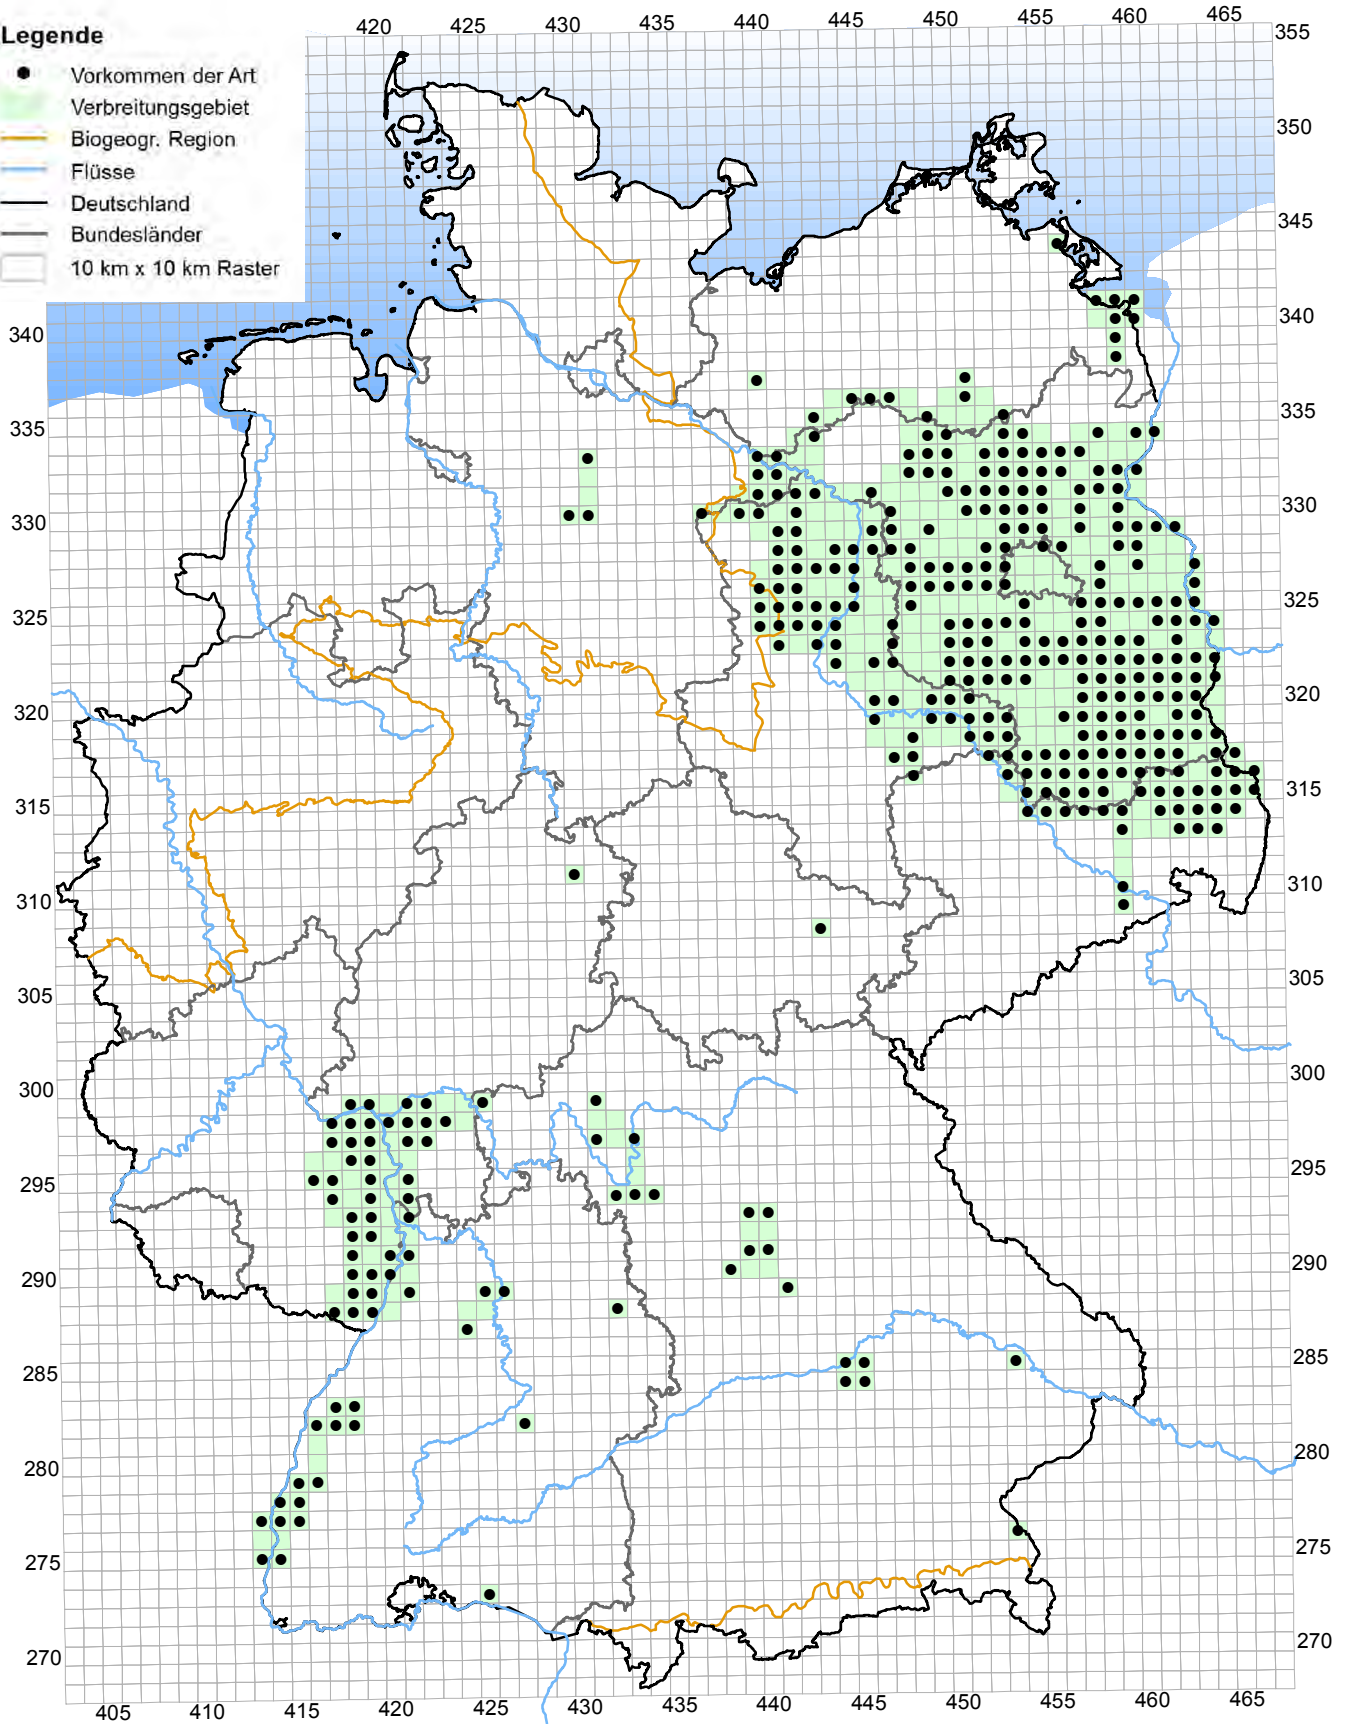 Legende
Vorkommen der Art
Verbreitungsgebiet
Biogeogr. Region
Flüsse
Deutschland
Bundesländer
10 km x 10 km Raster
420 425 430 435 440 445 450 455 460 465
355
350
345
340 340
335 335
330 330
325 325
320 320
315 315
310 310
305 305
300 300
295 295
290 290
285 285
280 280
275 275
270 270
405 410 415 420 425 430 435 440 445 450 455 460 465